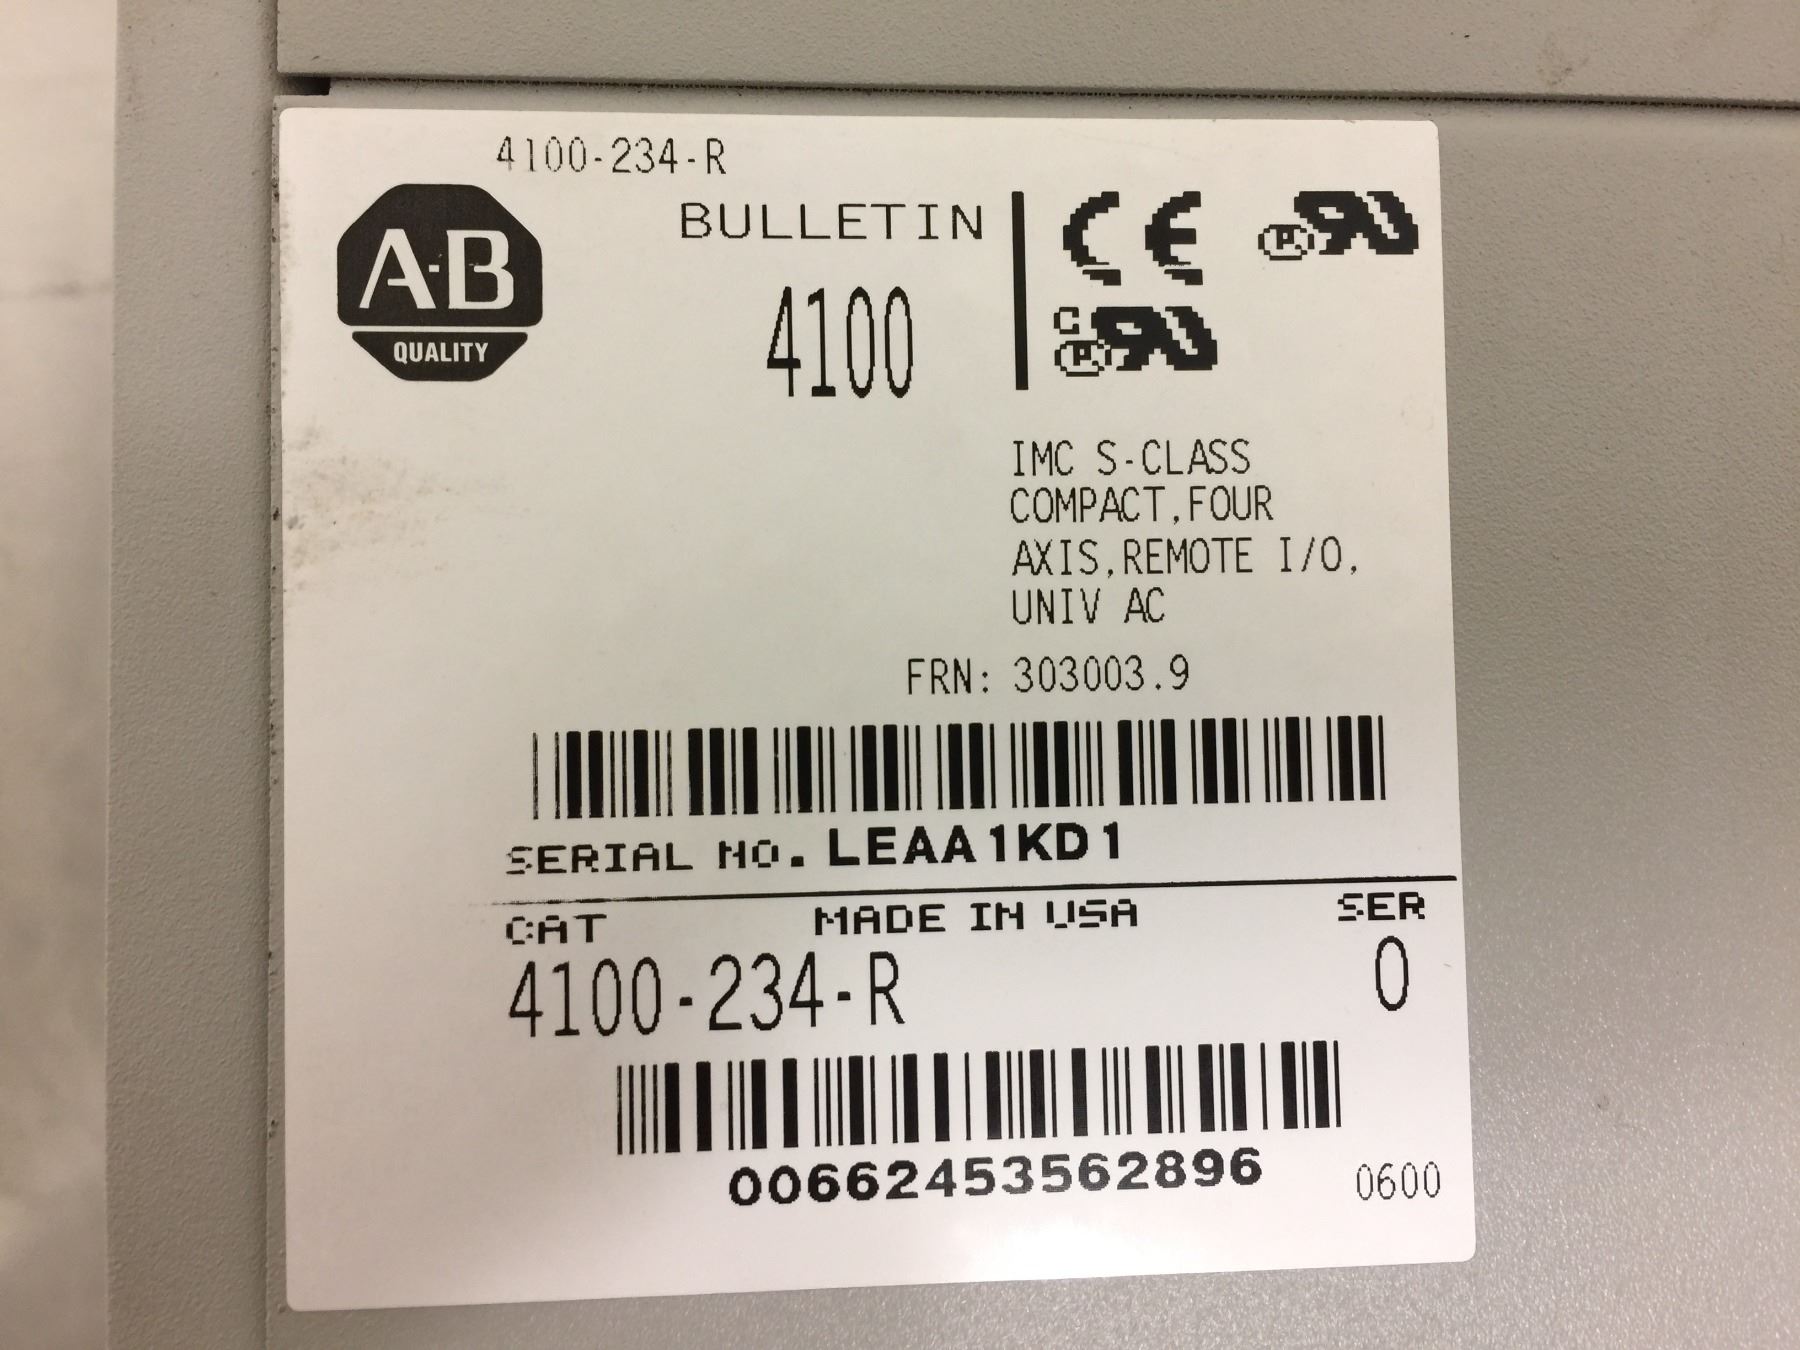 4100-234-R
A-B
QUALITY
BULLETIN
4100
CE
IMC S-CLASS
COMPACT,FOUR
AXIS,REMOTE I/O,
UNIV AC
FRN: 303003.9
SERIAL NO. LEAA1KD1
CAT MADE IN USA SER
4100-234-R 0
00662453562896 0600